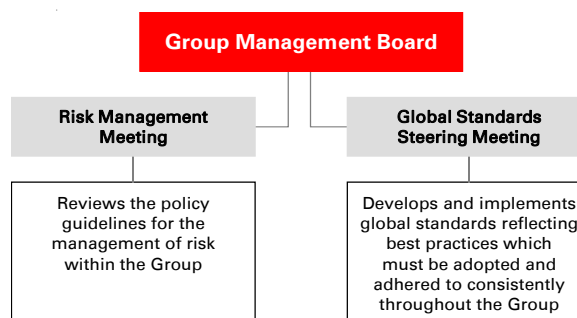 Group Management Board
Risk Management
Meeting
Global Standards
Steering Meeting
Reviews the policy
guidelines for the
management of risk
within the Group
Develops and implements
global standards reflecting
best practices which
must be adopted and
adhered to consistently
throughout the Group